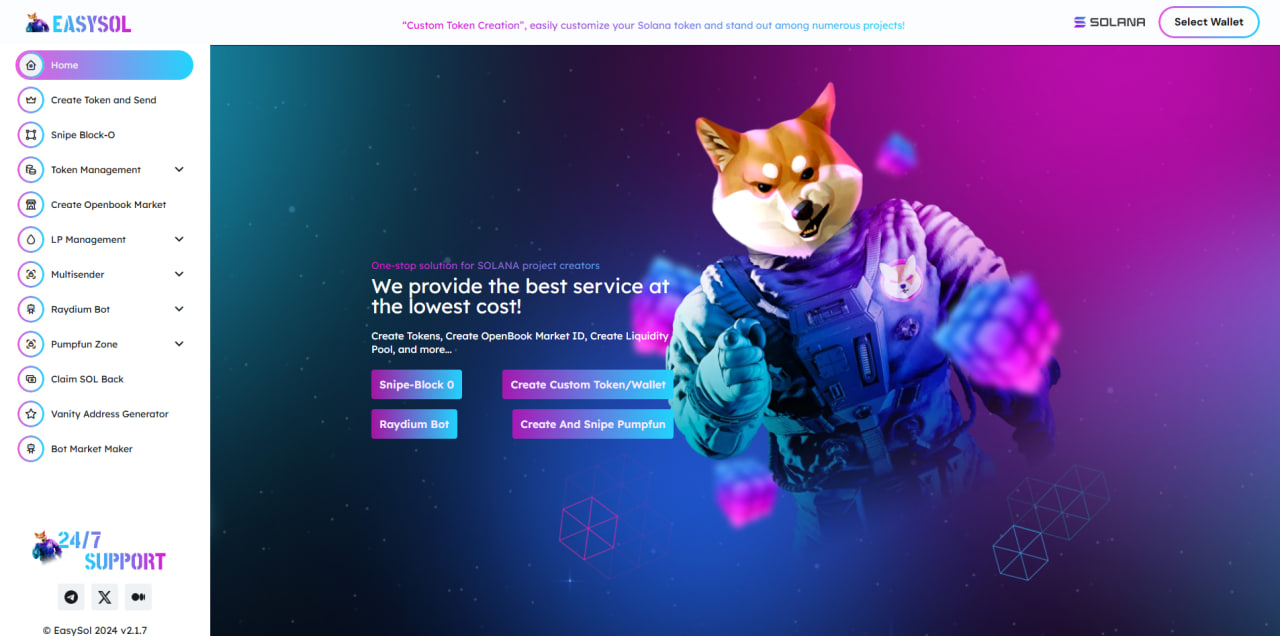 EASYSOL
“Custom Token Creation”, easily customize your Solana token and stand out among numerous projects!
SOLANA
Select Wallet
Home
Create Token and Send
Snipe Block-O
Token Management
Create Openbook Market
LP Management
Multisender
Raydium Bot
Pumpfun Zone
Claim SOL Back
Vanity Address Generator
Bot Market Maker
24/7
SUPPORT
© EasySol 2024 v2.1.7
One-stop solution for SOLANA project creators
We provide the best service at
the lowest cost!
Create Tokens, Create OpenBook Market ID, Create Liquidity
Pool, and more...
Snipe-Block 0
Create Custom Token/Wallet
Raydium Bot
Create And Snipe Pumpfun